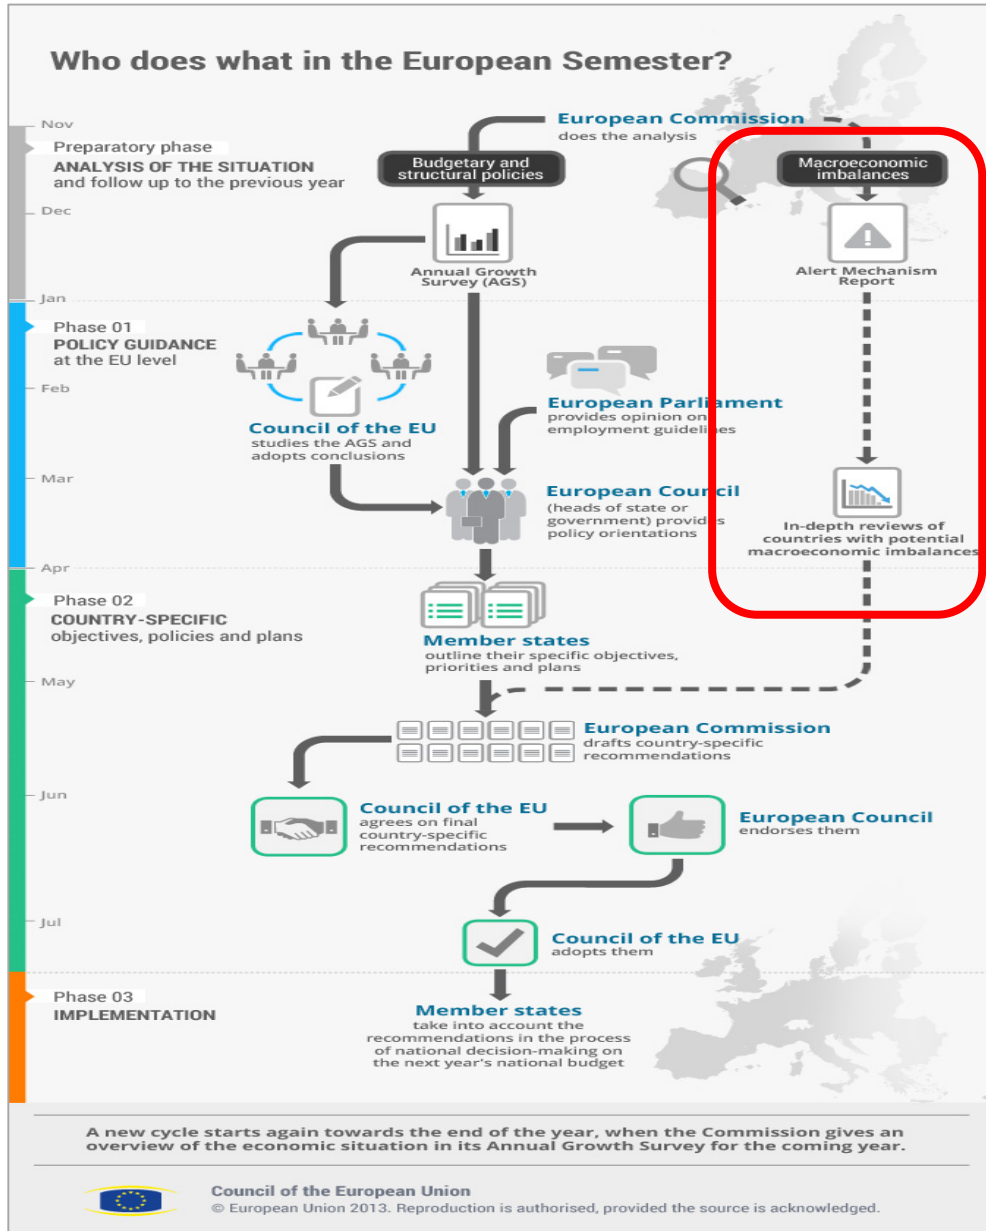 Who does what in the European Semester?
Nov
European Commission
does the analysis
Preparatory phase
ANALYSIS OF THE SITUATION
and follow up to the previous year
Budgetary and
structural policies
Macroeconomic
imbalances
Dec
Annual Growth
Survey (AGS)
Alert Mechanism
Report
Jan
Phase 01
POLICY GUIDANCE
at the EU level
Feb
European Parliament
provides opinion on
employment guidelines
Council of the EU
studies the AGS and
adopts conclusions
Mar
European Council
(heads of state or
government) provides
policy orientations
In-depth reviews of
countries with potential
macroeconomic imbalances
Apr
Phase 02
COUNTRY-SPECIFIC
objectives, policies and plans
Member states
outline their specific objectives,
priorities and plans
May
European Commission
drafts country-specific
recommendations
Jun
Council of the EU
agrees on final
country-specific
recommendations
European Council
endorses them
Jul
Council of the EU
adopts them
Phase 03
IMPLEMENTATION
Member states
take into account the
recommendations in the process
of national decision-making on
the next year's national budget
A new cycle starts again towards the end of the year, when the Commission gives an
overview of the economic situation in its Annual Growth Survey for the coming year.
Council of the European Union
© European Union 2013. Reproduction is authorised, provided the source is acknowledged.